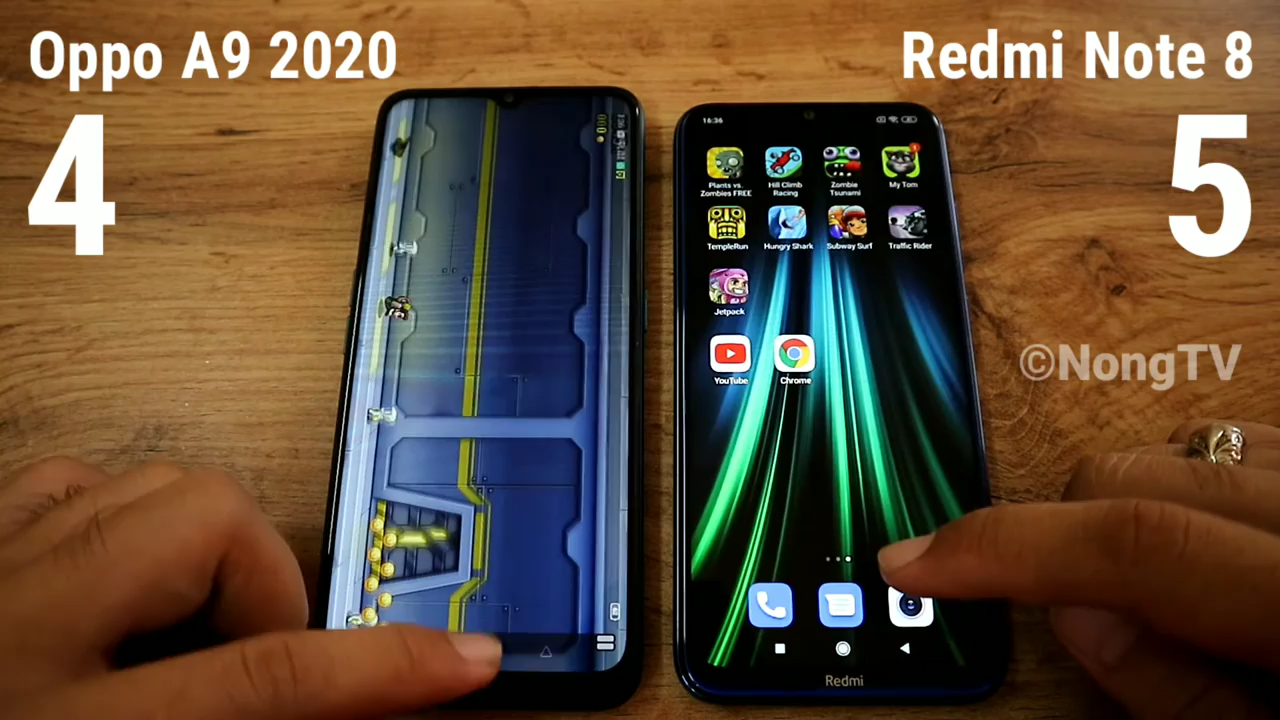 Oppo A9 2020
4
Redmi Note 8
5
16:36
Plants vs. Zombies FREE
Hill Climb Racing
Zombie Tsunami
My Tom
1
TempleRun
Hungry Shark
Subway Surf
Traffic Rider
Jetpack
YouTube
Chrome
©NongTV
Redmi